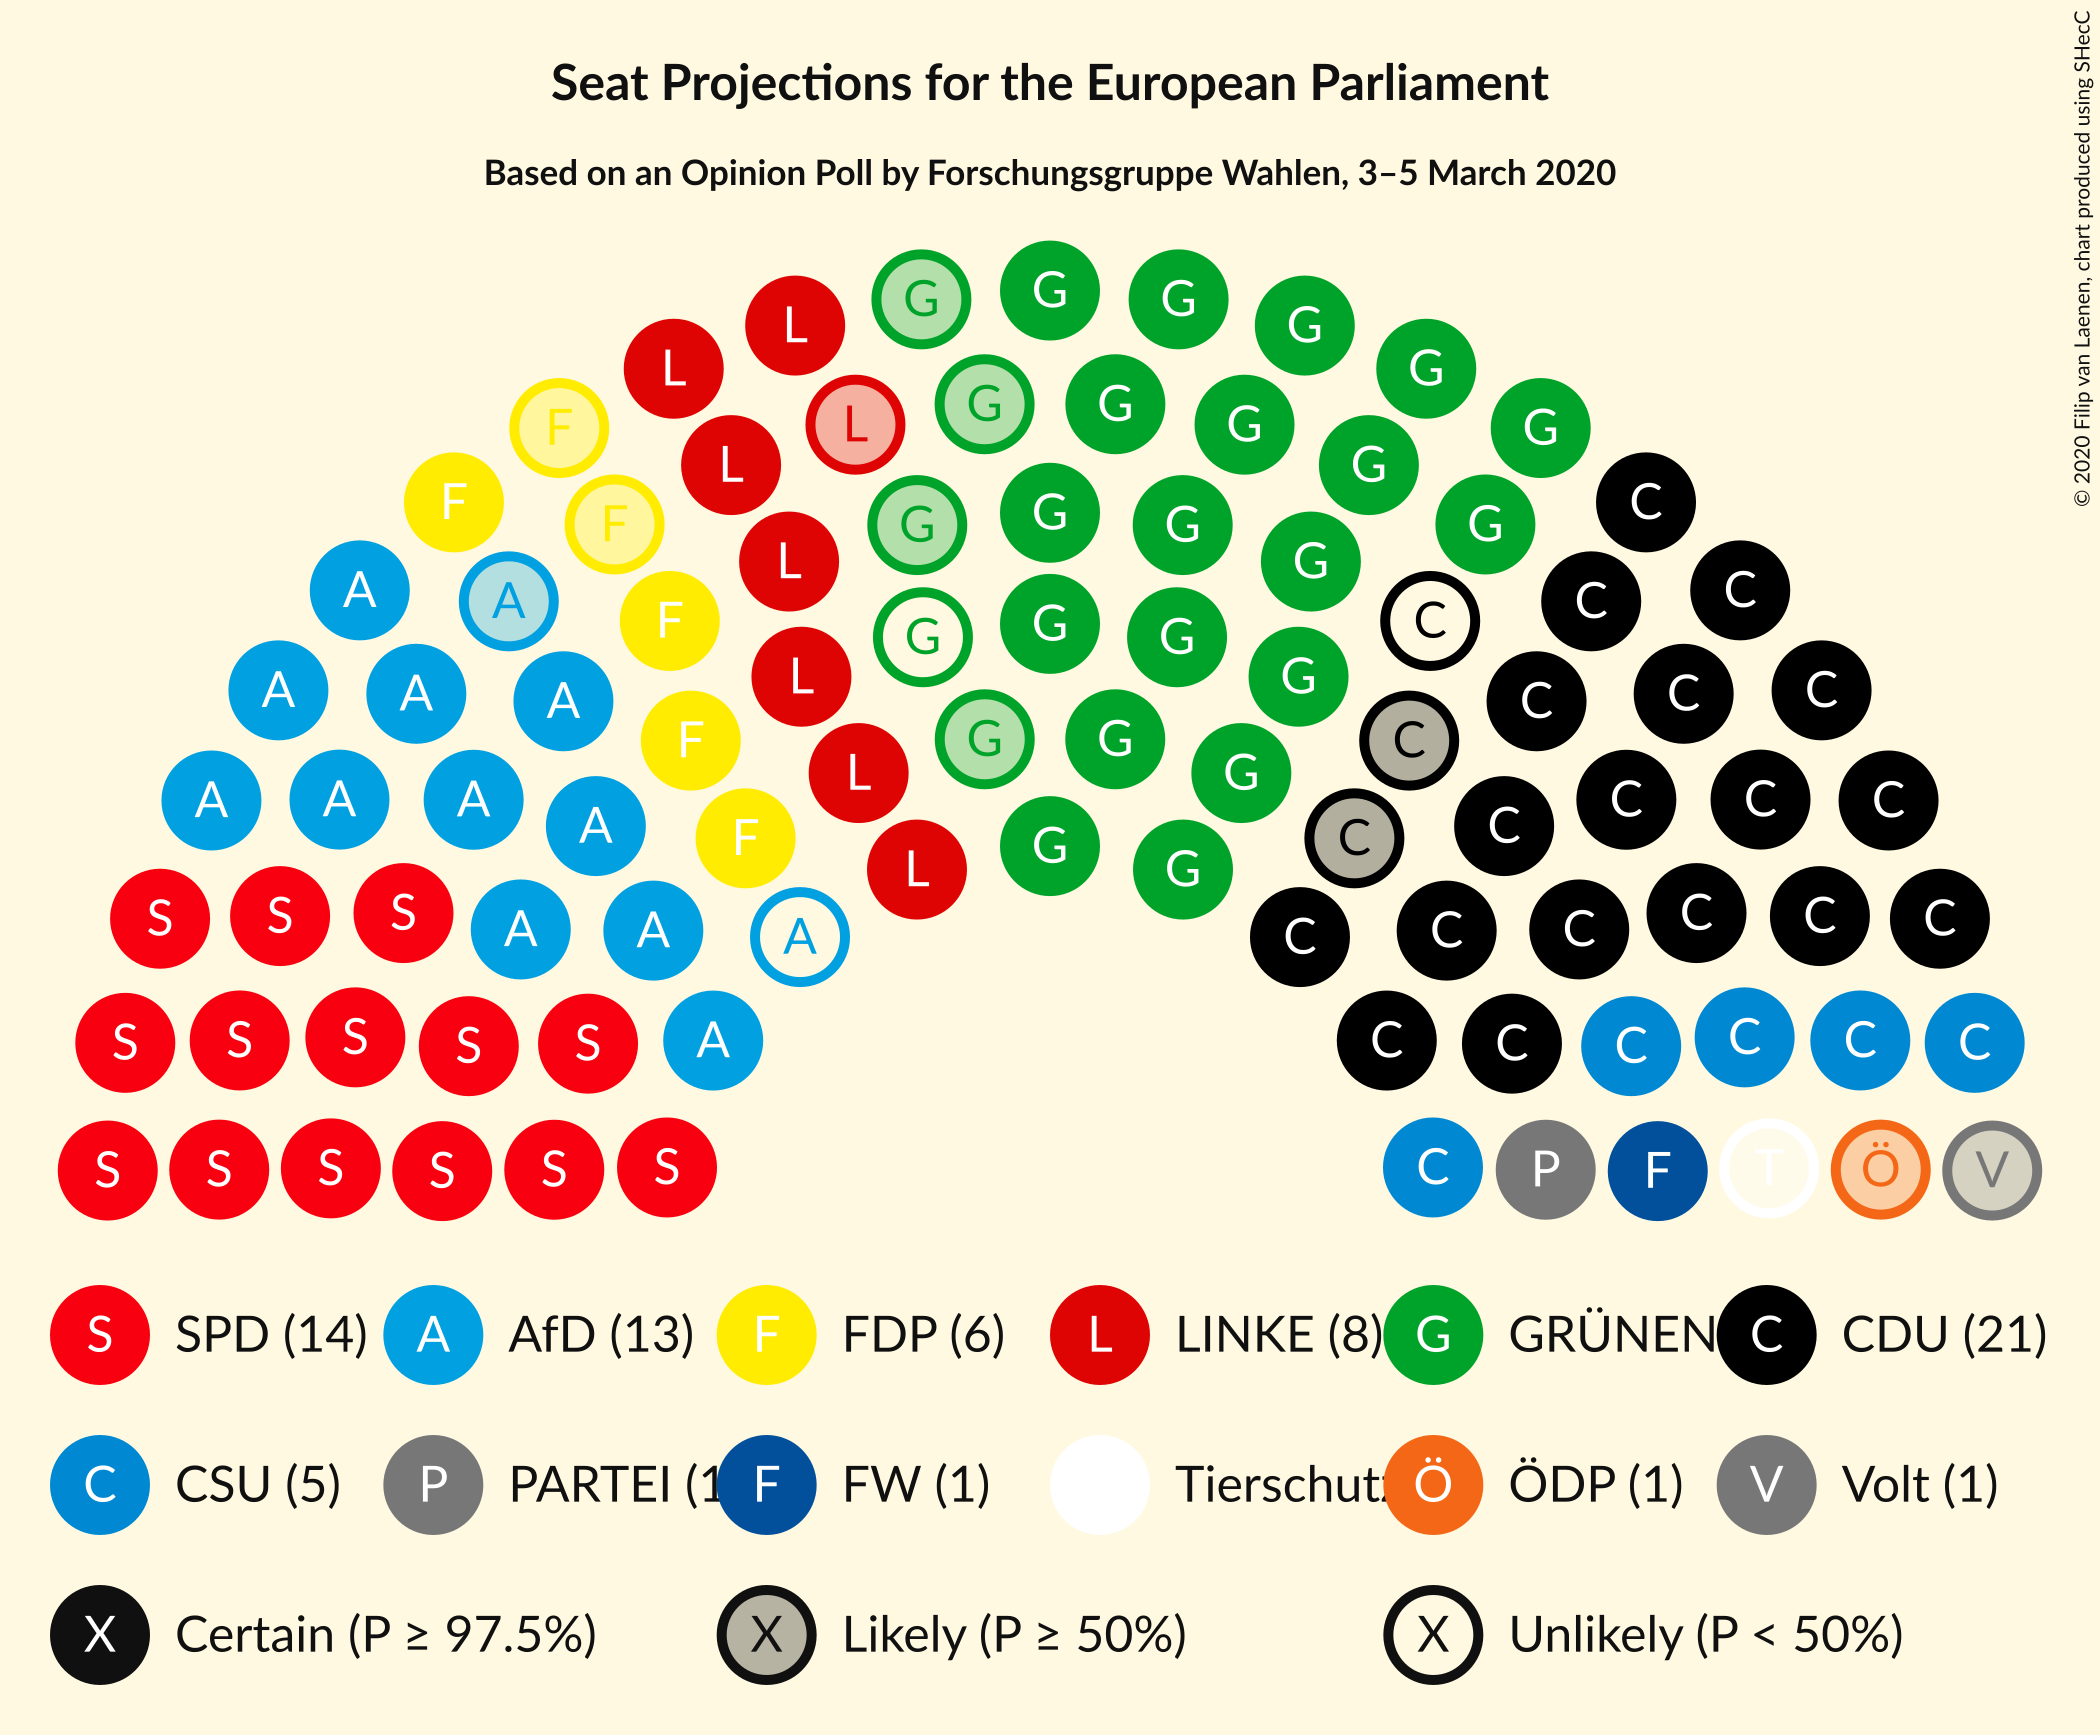 Seat Projections for the European Parliament
Based on an Opinion Poll by Forschungsgruppe Wahlen, 3–5 March 2020
© 2020 Filip van Laenen, chart produced using SHecC
G G G G G
L L G G
L F L G G G G
F F L G G G G C
A A F L G G G G C C C
A A A F L G G G G C C C C
A A A A F L G G G C C C C C
S S S A A A L G G C C C C C C
S S S S S A C C C C C C
S S S S S S C P F T Ö V
S SPD (14) A AfD (13) F FDP (6) L LINKE (8) G GRÜNEN C CDU (21)
C CSU (5) P PARTEI (1 F FW (1) Tierschutz Ö ÖDP (1) V Volt (1)
X Certain (P ≥ 97.5%) X Likely (P ≥ 50%) X Unlikely (P < 50%)